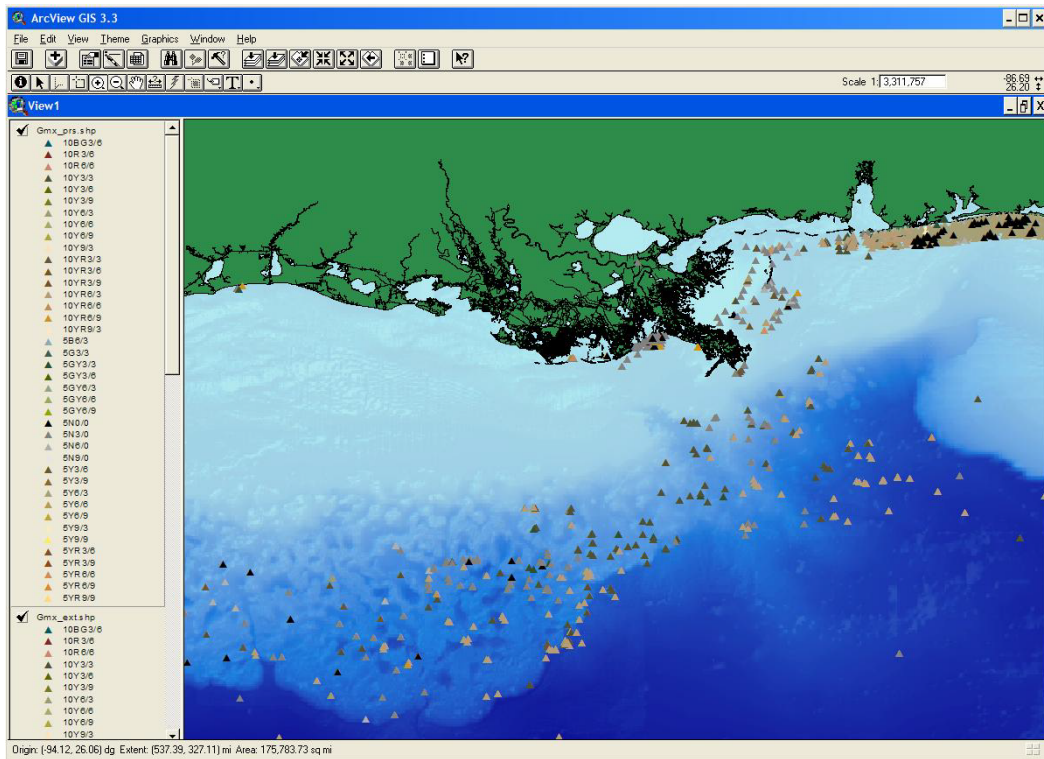 ArcView GIS 3.3
File Edit View Theme Graphics Window Help
Scale 1: 3,311,757
-86.69
26.20
View1
Gmx_prs.shp
10BG3/6
10R3/6
10R6/6
10Y3/3
10Y3/6
10Y3/9
10Y6/3
10Y6/6
10Y6/9
10Y9/3
10YR3/3
10YR3/6
10YR3/9
10YR6/3
10YR6/6
10YR6/9
10YR9/3
5B6/3
5G3/3
5GY3/3
5GY3/6
5GY6/3
5GY6/6
5GY6/9
5N0/0
5N3/0
5N6/0
5N9/0
5Y3/6
5Y3/9
5Y6/3
5Y6/6
5Y6/9
5Y9/3
5Y9/9
5YR3/6
5YR3/9
5YR6/6
5YR6/9
5YR9/9
Gmx_ext.shp
10BG3/6
10R3/6
10R6/6
10Y3/3
10Y3/6
10Y3/9
10Y6/3
10Y6/6
10Y6/9
10Y9/3
Origin: (-94.12, 26.06) dg Extent: (537.39, 327.11) mi Area: 175,783.73 sq mi